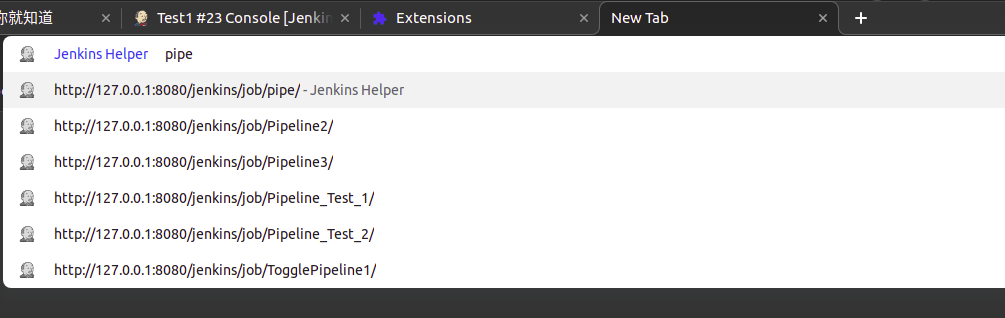 你就知道 Test1 #23 Console [Jenkin Extensions New Tab
Jenkins Helper pipe
http://127.0.0.1:8080/jenkins/job/pipe/ - Jenkins Helper
http://127.0.0.1:8080/jenkins/job/Pipeline2/
http://127.0.0.1:8080/jenkins/job/Pipeline3/
http://127.0.0.1:8080/jenkins/job/Pipeline_Test_1/
http://127.0.0.1:8080/jenkins/job/Pipeline_Test_2/
http://127.0.0.1:8080/jenkins/job/TogglePipeline1/